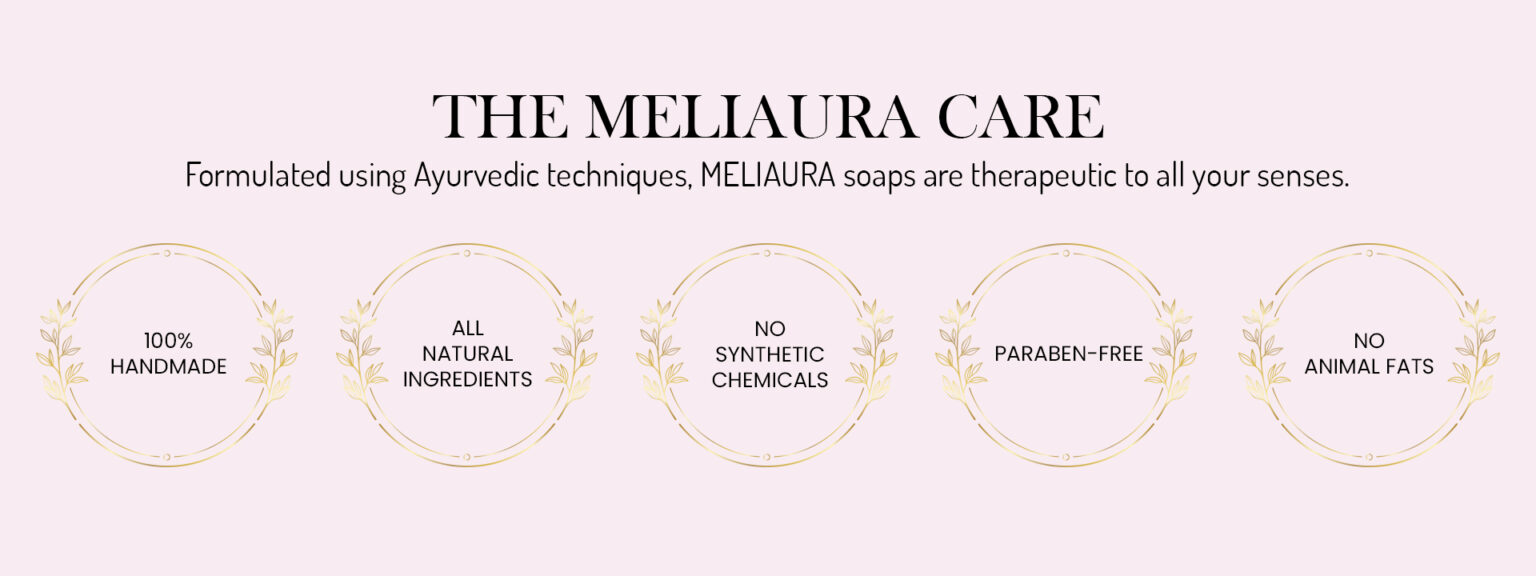 THE MELIAURA CARE
Formulated using Ayurvedic techniques, MELIAURA soaps are therapeutic to all your senses.
100%
HANDMADE
ALL
NATURAL
INGREDIENTS
NO
SYNTHETIC
CHEMICALS
PARABEN-FREE
NO
ANIMAL FATS